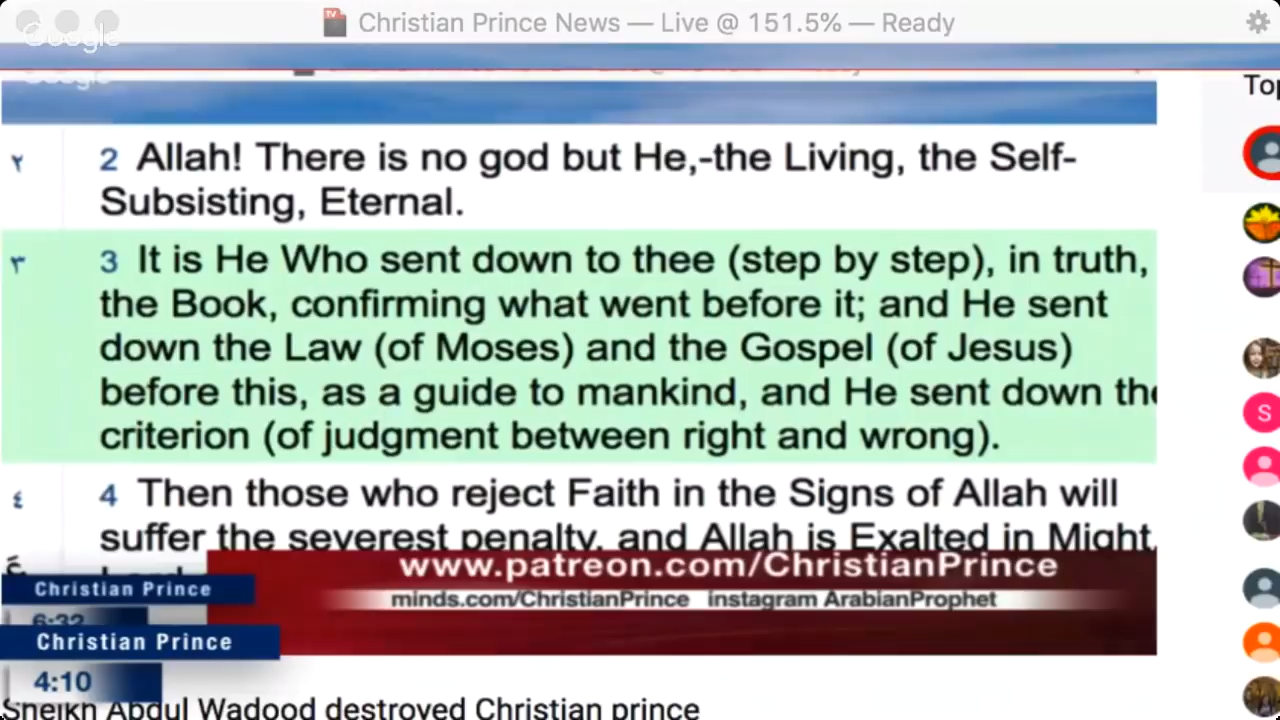 Christian Prince News — Live @ 151.5% — Ready
Google
Google
Top
٢ 2 Allah! There is no god but He,-the Living, the Self-
Subsisting, Eternal.
٣ 3 It is He Who sent down to thee (step by step), in truth,
the Book, confirming what went before it; and He sent
down the Law (of Moses) and the Gospel (of Jesus)
before this, as a guide to mankind, and He sent down the
criterion (of judgment between right and wrong).
٤ 4 Then those who reject Faith in the Signs of Allah will
suffer the severest penalty, and Allah is Exalted in Might,
www.patreon.com/ChristianPrince
minds.com/ChristianPrince instagram ArabianProphet
Christian Prince
6:32
Christian Prince
4:10
Sheikh Abdul Wadood destroyed Christian prince
S